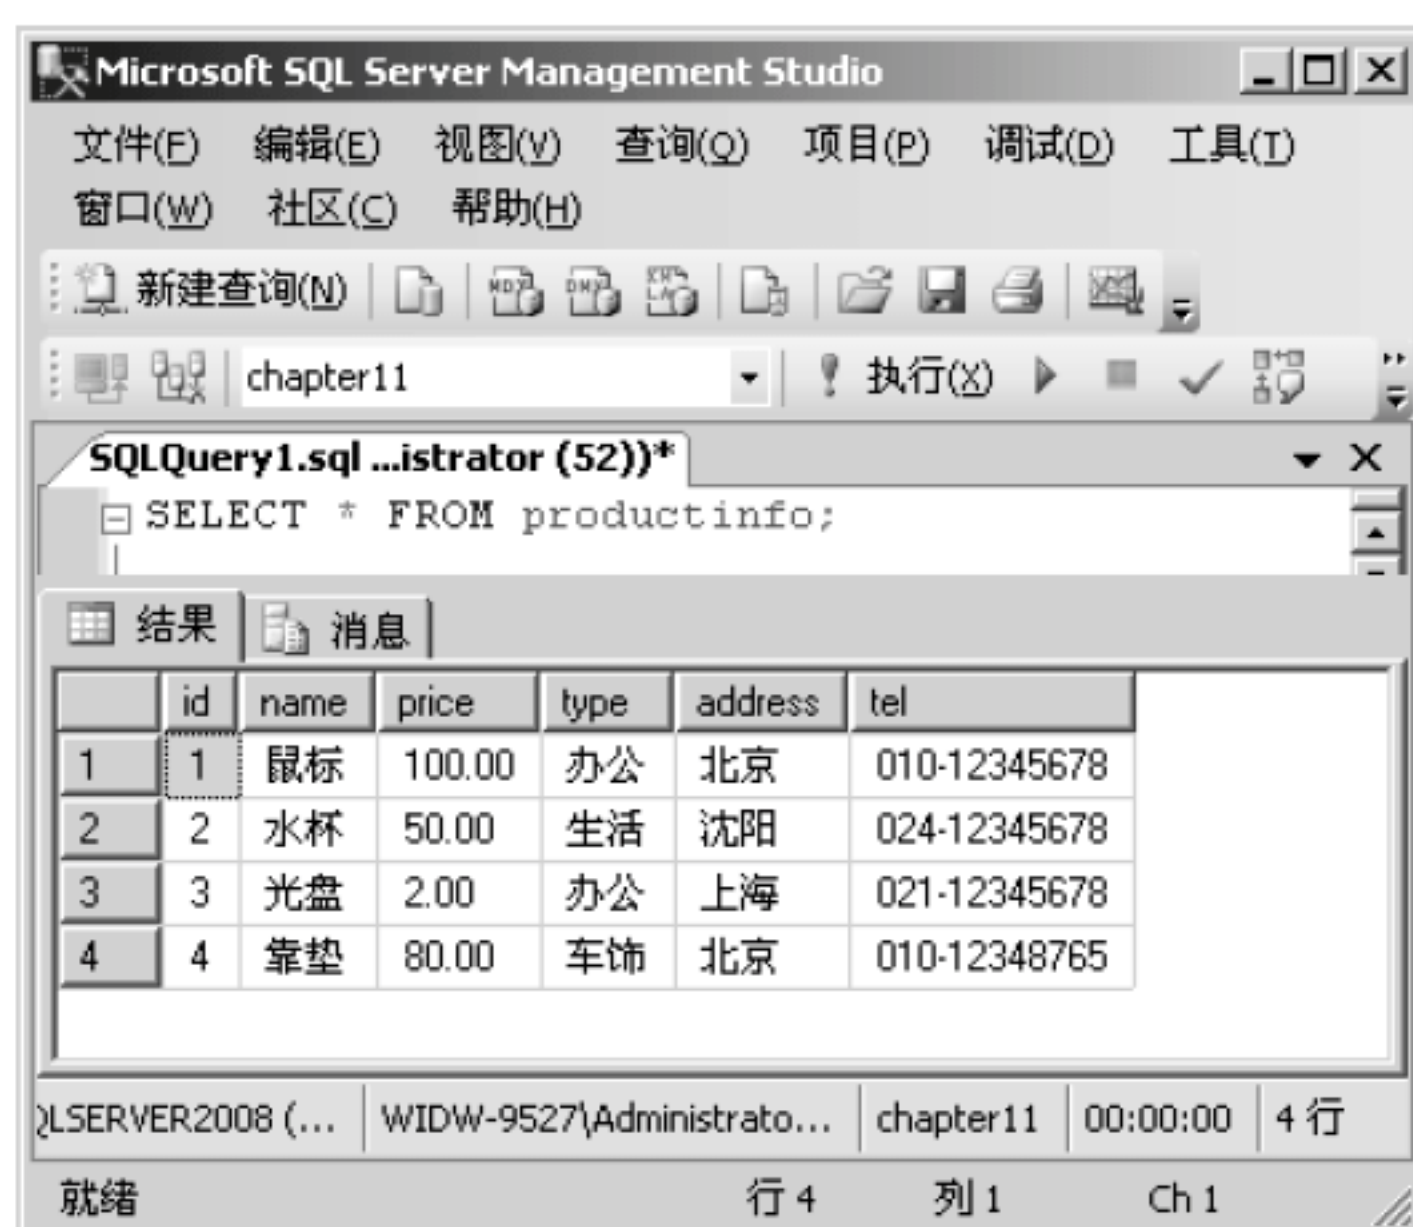 Microsoft SQL Server Management Studio
文件(F) 编辑(E) 视图(V) 查询(Q) 项目(P) 调试(D) 工具(T)
窗口(W) 社区(C) 帮助(H)
新建查询(N) MDX DMX XM LA
chapter11 执行(X)
SQLQuery1.sql ...istrator (52))*
SELECT * FROM productinfo;
结果 消息
id name price type address tel
1 1 鼠标 100.00 办公 北京 010-12345678
2 2 水杯 50.00 生活 沈阳 024-12345678
3 3 光盘 2.00 办公 上海 021-12345678
4 4 靠垫 80.00 车饰 北京 010-12348765
QLSERVER2008 (... WIDW-9527\Administrato... chapter11 00:00:00 4 行
就绪 行 4 列 1 Ch 1